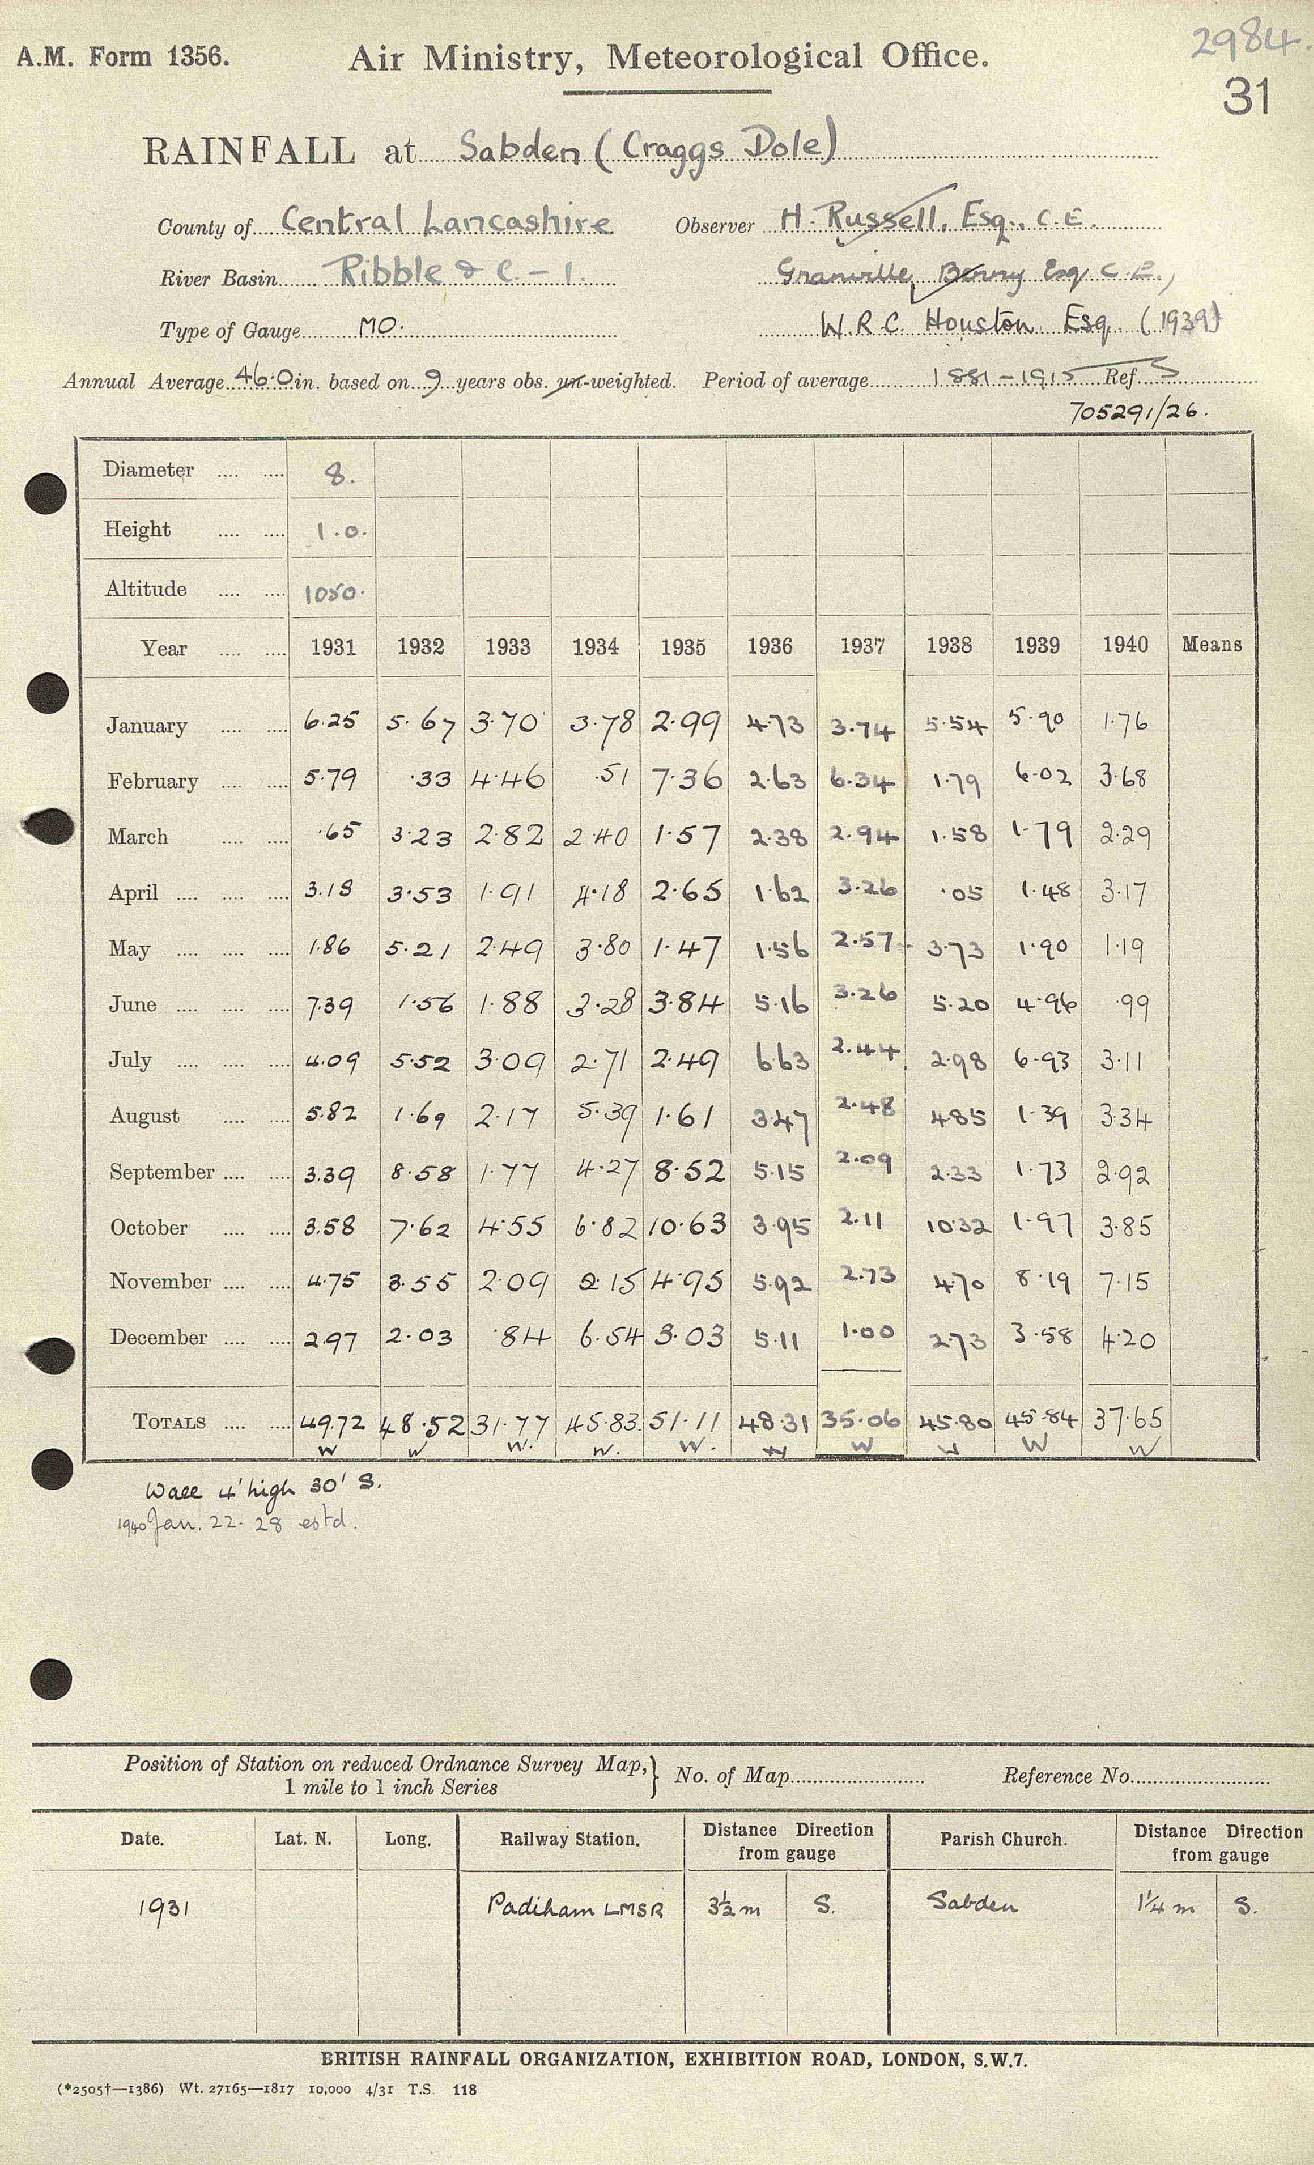 2984.
31
A.M. Form 1356. Air Ministry, Meteorological Office.
RAINFALL at Sabden (Craggs Dole)
County of Central Lancashire Observer H. Russell, Esq., C.E.
River Basin Ribble & C. - 1. Granville Berry Esq C.E.,
Type of Gauge MO. W.R.C. Houston Esq. (1939)
Annual Average 46.0 in. based on 9 years obs. un-weighted. Period of average 1881-1915 Ref. S
705291/26.
Diameter .... .... 8.
Height .... .... 1.0.
Altitude .... .... 1050.
Year .... .... 1931 1932 1933 1934 1935 1936 1937 1938 1939 1940 Means
January .... .... 6.25 5.67 3.70 3.78 2.99 4.73 3.74 5.54 5.90 1.76
February .... .... 5.79 .33 4.46 .51 7.36 2.63 6.34 1.79 6.02 3.68
March .... .... .65 3.23 2.82 2.40 1.57 2.38 2.94 1.58 1.79 2.29
April .... .... .... 3.18 3.53 1.91 4.18 2.65 1.62 3.26 .05 1.48 3.17
May .... .... .... 1.86 5.21 2.49 3.80 1.47 1.56 2.57 3.73 1.90 1.19
June .... .... .... 7.39 1.56 1.88 3.28 3.84 5.16 3.26 5.20 4.96 .99
July .... .... .... 4.09 5.52 3.09 2.71 2.49 6.63 2.44 2.98 6.93 3.11
August .... .... 5.82 1.69 2.17 5.39 1.61 3.47 2.48 4.85 1.39 3.34
September .... .... 3.39 8.58 1.77 4.27 8.52 5.15 2.09 2.33 1.73 2.92
October .... .... 3.58 7.62 4.55 6.82 10.63 3.95 2.11 10.32 1.97 3.85
November .... .... 4.75 3.55 2.09 2.15 4.95 5.92 2.73 4.70 8.19 7.15
December .... .... 2.97 2.03 .84 6.54 3.03 5.11 1.00 2.73 3.58 4.20
TOTALS .... .... 49.72 48.52 31.77 45.83 51.11 48.31 35.06 45.80 45.84 37.65
W W W. W. W. W W W W W
Wall 4' high 30' S.
1940 Jan. 22-28 estd.
Position of Station on reduced Ordnance Survey Map, } No. of Map Reference No.
1 mile to 1 inch Series
Date. Lat. N. Long. Railway Station. Distance Direction from gauge Parish Church. Distance Direction from gauge
1931 Padiham LMSR 3½ m S. Sabden 1¼ m S.
BRITISH RAINFALL ORGANIZATION, EXHIBITION ROAD, LONDON, S.W.7.
(*2505†—1386) Wt. 27165—1817 10,000 4/31 T.S. 118